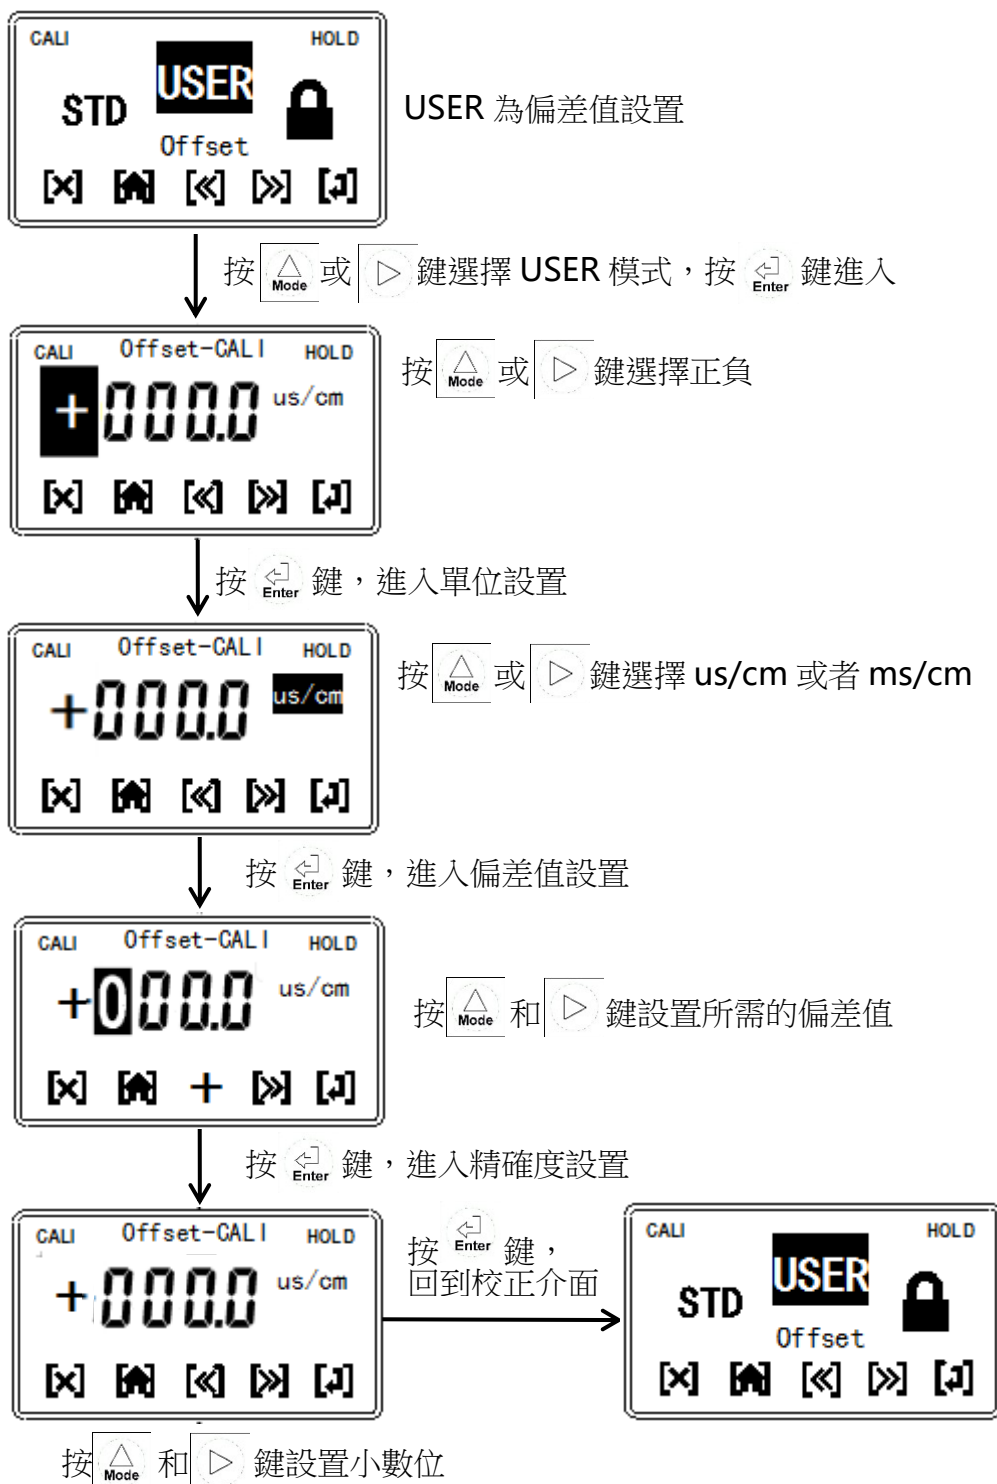 CALI HOLD
STD USER
Offset
USER 為偏差值設置
按 Mode 或 鍵選擇 USER 模式，按 Enter 鍵進入
CALI Offset-CALI HOLD
+000.0 us/cm
按 Mode 或 鍵選擇正負
按 Enter 鍵，進入單位設置
CALI Offset-CALI HOLD
+000.0 us/cm
按 Mode 或 鍵選擇 us/cm 或者 ms/cm
按 Enter 鍵，進入偏差值設置
CALI Offset-CALI HOLD
+000.0 us/cm
+
按 Mode 和 鍵設置所需的偏差值
按 Enter 鍵，進入精確度設置
CALI Offset-CALI HOLD
+000.0 us/cm
按 Enter 鍵，
回到校正介面
CALI HOLD
STD USER
Offset
按 Mode 和 鍵設置小數位